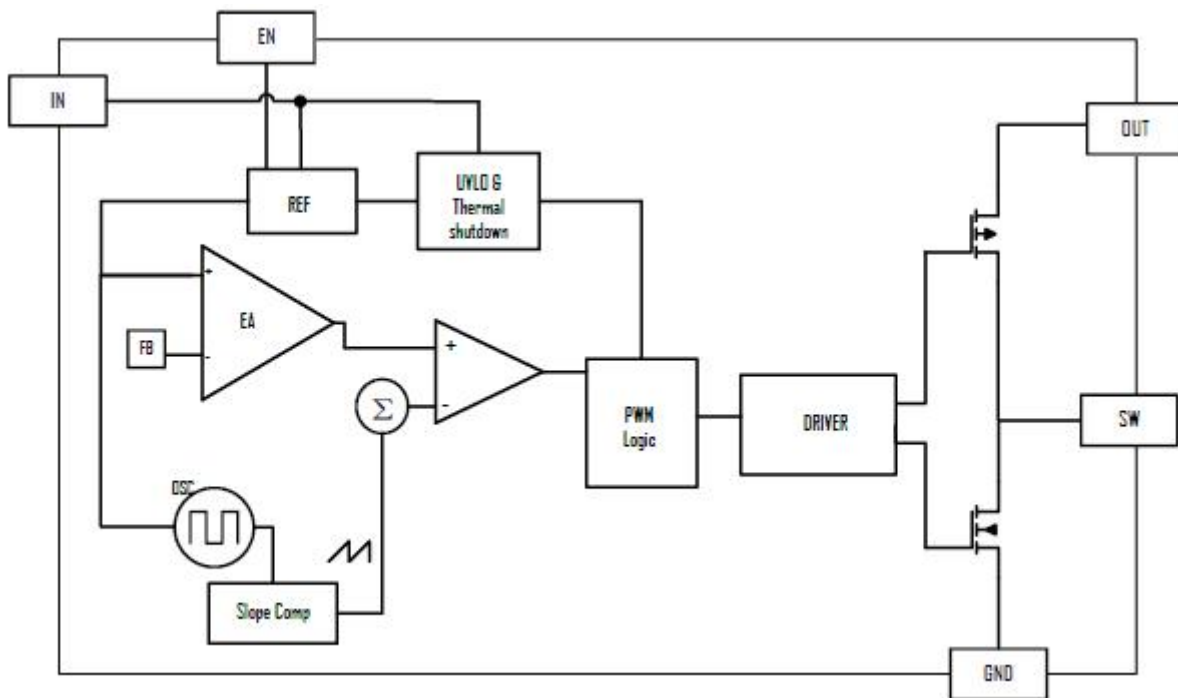 EN
IN
OUT
REF
UVLO &
Thermal
shutdown
+
EA
FB
-
+
Σ
-
PWM
Logic
DRIVER
SW
OSC
Slope Comp
GND